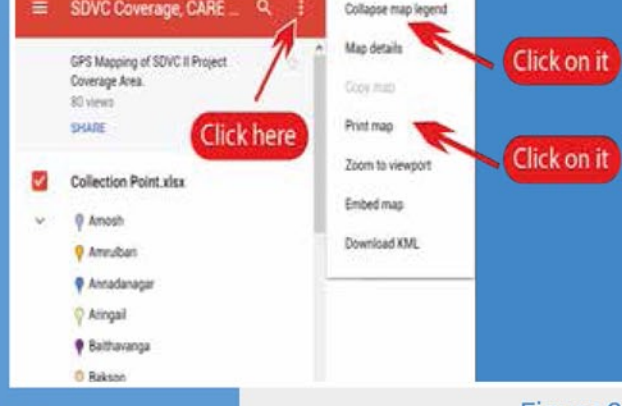 SDVC Coverage, CARE ...
GPS Mapping of SDVC II Project
Coverage Area.
80 views
SHARE
Click here
Collection Point.xlsx
Amosh
Amrulban
Annadanagar
Aringail
Baithavanga
Bakson
Collapse map legend
Map details
Copy map
Print map
Zoom to viewport
Embed map
Download KML
Click on it
Click on it